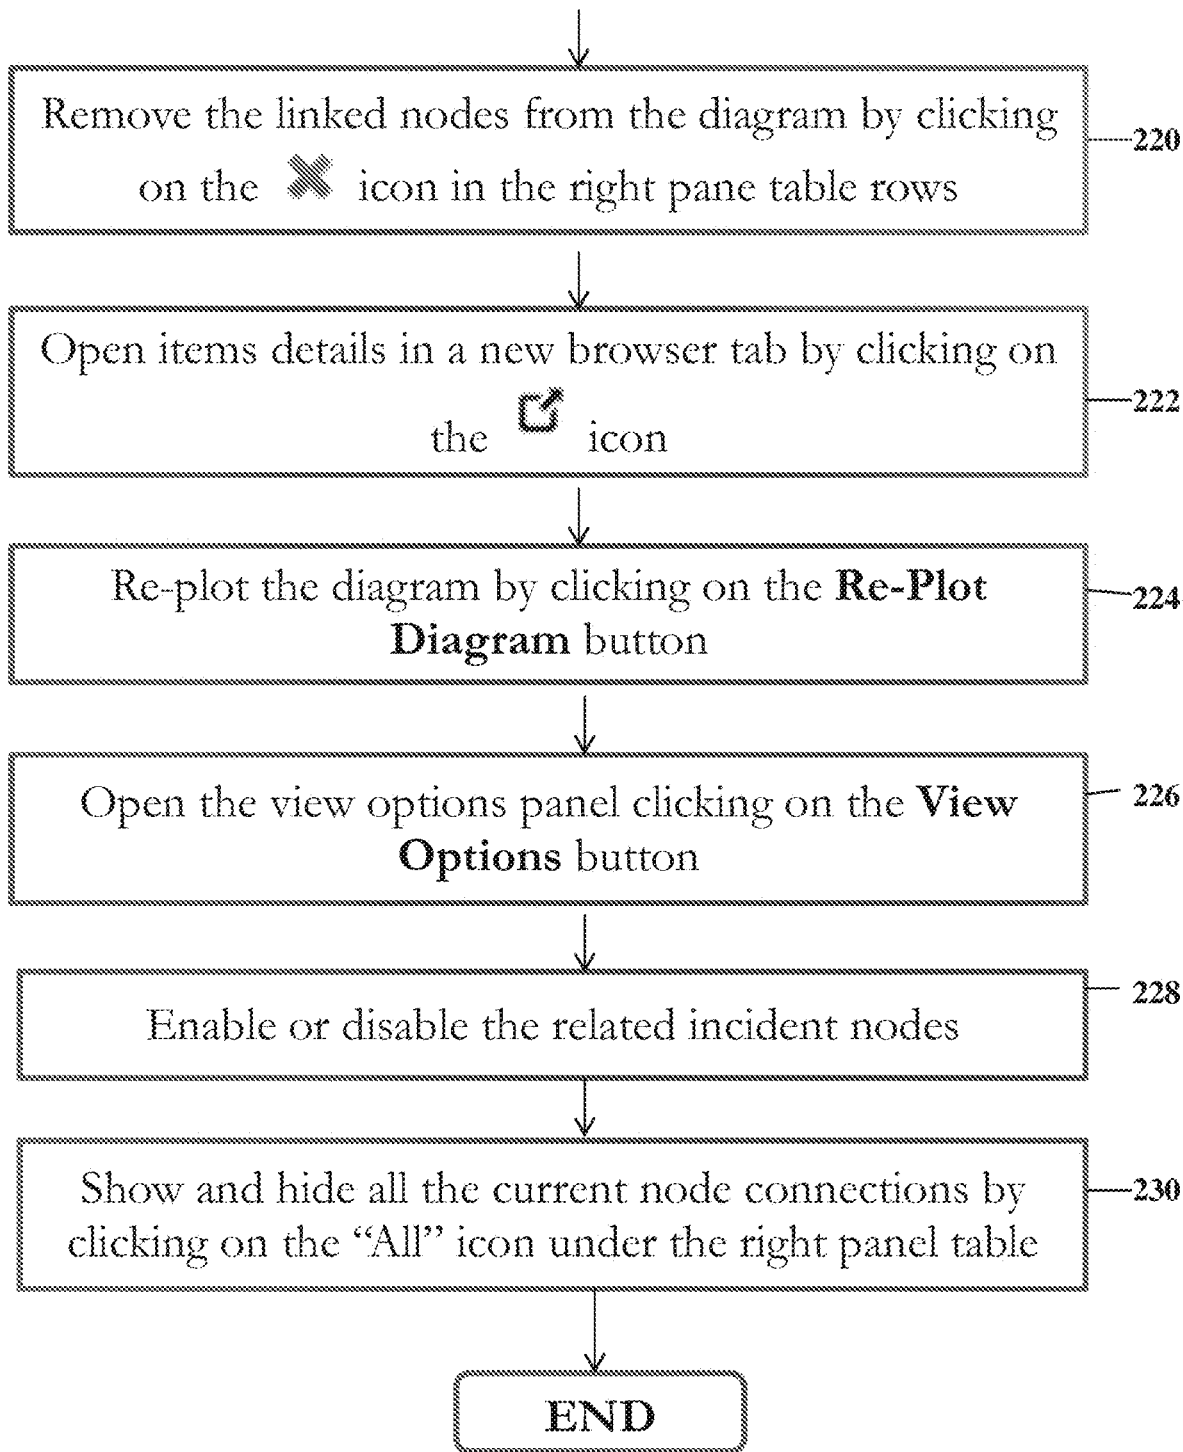 Remove the linked nodes from the diagram by clicking
on the icon in the right pane table rows
220
Open items details in a new browser tab by clicking on
the icon
222
Re-plot the diagram by clicking on the Re-Plot
Diagram button
224
Open the view options panel clicking on the View
Options button
226
Enable or disable the related incident nodes
228
Show and hide all the current node connections by
clicking on the “All” icon under the right panel table
230
END